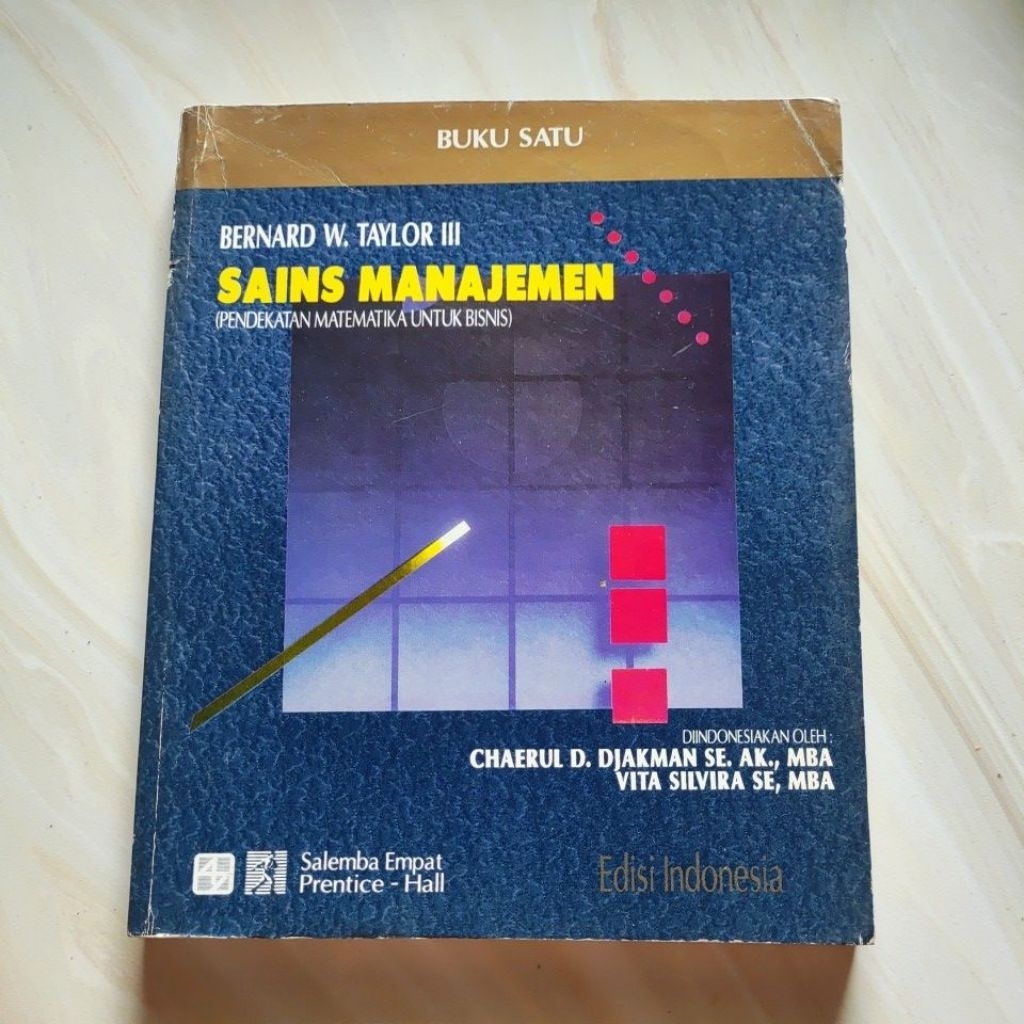 BUKU SATU
BERNARD W. TAYLOR III
SAINS MANAJEMEN
(PENDEKATAN MATEMATIKA UNTUK BISNIS)
DIINDONESIAKAN OLEH :
CHAERUL D. DJAKMAN SE. AK., MBA
VITA SILVIRA SE, MBA
Salemba Empat
Prentice - Hall
Edisi Indonesia